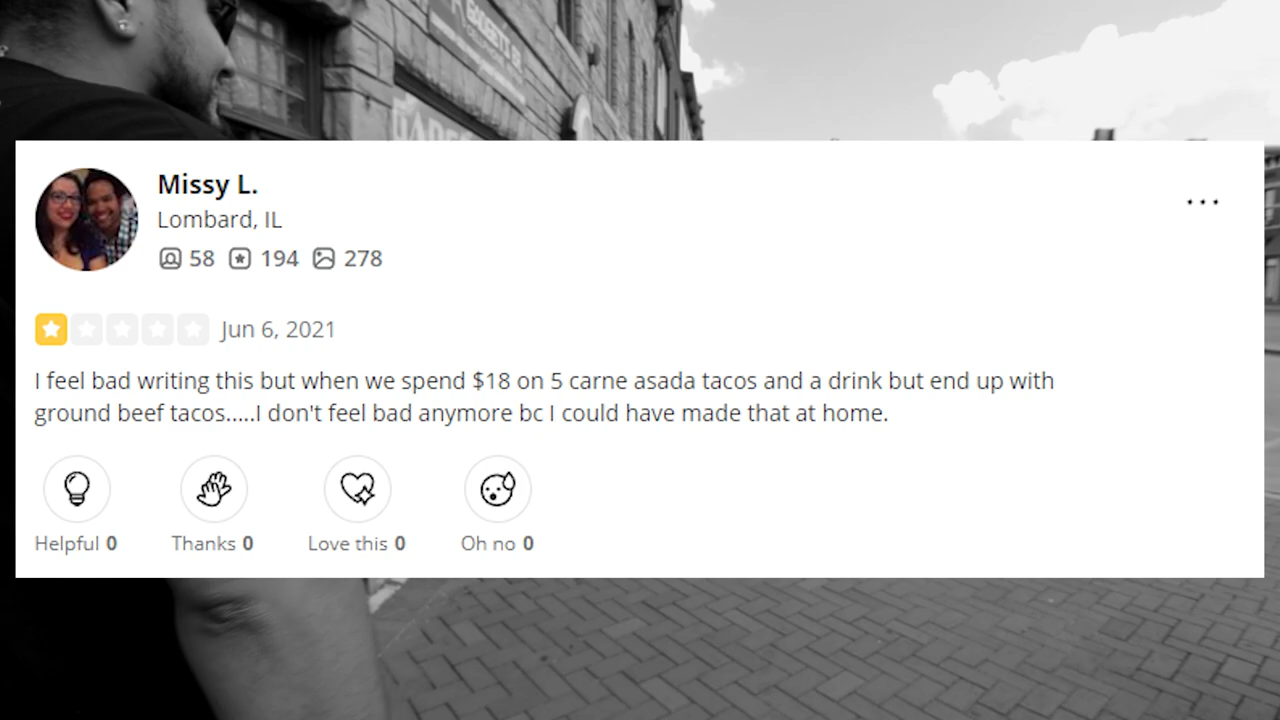 Missy L.
Lombard, IL
58 194 278
Jun 6, 2021
I feel bad writing this but when we spend $18 on 5 carne asada tacos and a drink but end up with
ground beef tacos.....I don't feel bad anymore bc I could have made that at home.
Helpful 0 Thanks 0 Love this 0 Oh no 0